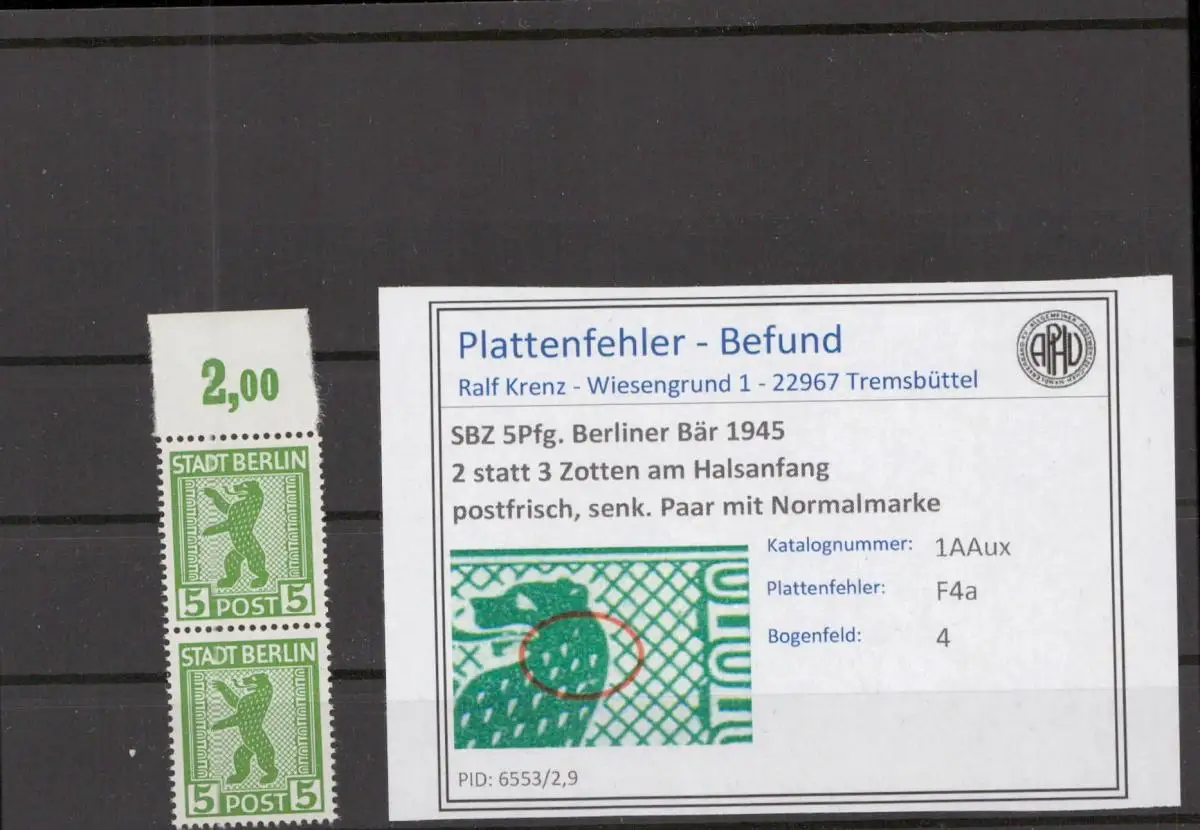 2,00
STADT BERLIN
5 POST 5
STADT BERLIN
5 POST 5
Plattenfehler - Befund
Ralf Krenz - Wiesengrund 1 - 22967 Tremsbüttel
APHV
SBZ 5Pfg. Berliner Bär 1945
2 statt 3 Zotten am Halsanfang
postfrisch, senk. Paar mit Normalmarke
Katalognummer: 1AAux
Plattenfehler: F4a
Bogenfeld: 4
PID: 6553/2,9